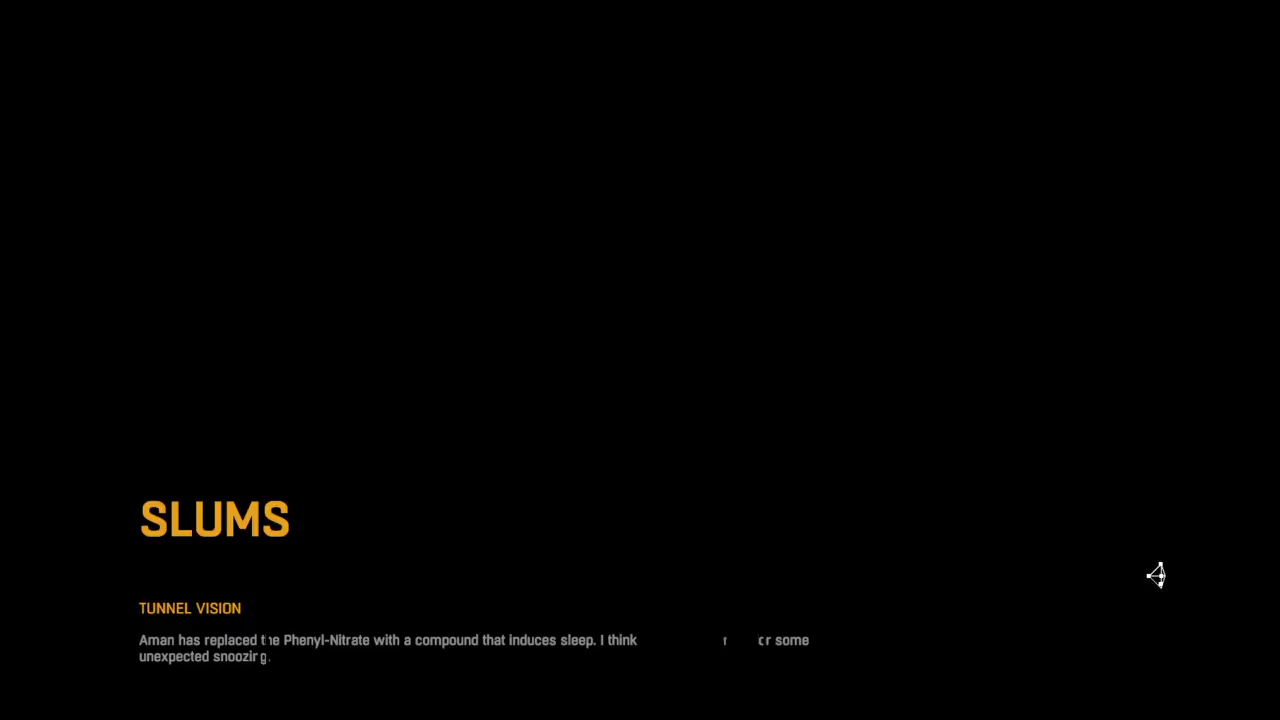 SLUMS
TUNNEL VISION
Aman has replaced the Phenyl-Nitrate with a compound that induces sleep. I think some
unexpected snoozing.